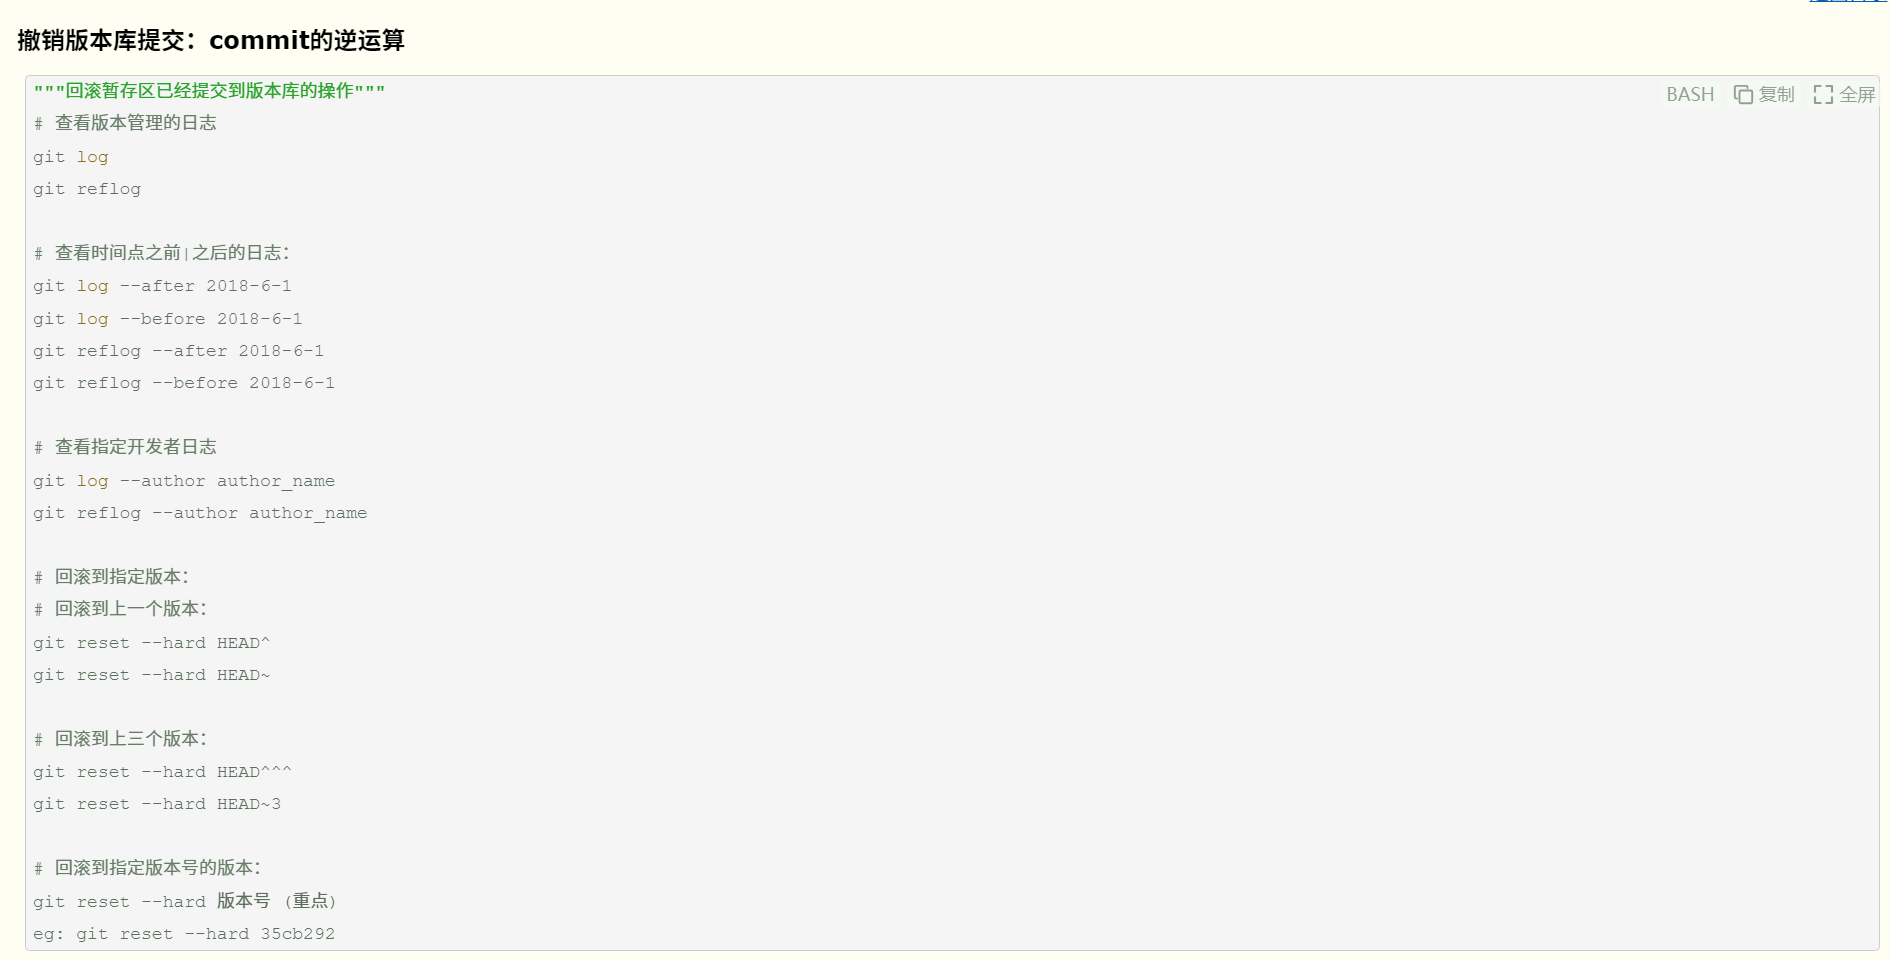 撤销版本库提交：commit的逆运算
BASH 复制 全屏
"""回滚暂存区已经提交到版本库的操作"""
# 查看版本管理的日志
git log
git reflog
# 查看时间点之前|之后的日志：
git log --after 2018-6-1
git log --before 2018-6-1
git reflog --after 2018-6-1
git reflog --before 2018-6-1
# 查看指定开发者日志
git log --author author_name
git reflog --author author_name
# 回滚到指定版本：
# 回滚到上一个版本：
git reset --hard HEAD^
git reset --hard HEAD~
# 回滚到上三个版本：
git reset --hard HEAD^^^
git reset --hard HEAD~3
# 回滚到指定版本号的版本：
git reset --hard 版本号 (重点)
eg: git reset --hard 35cb292